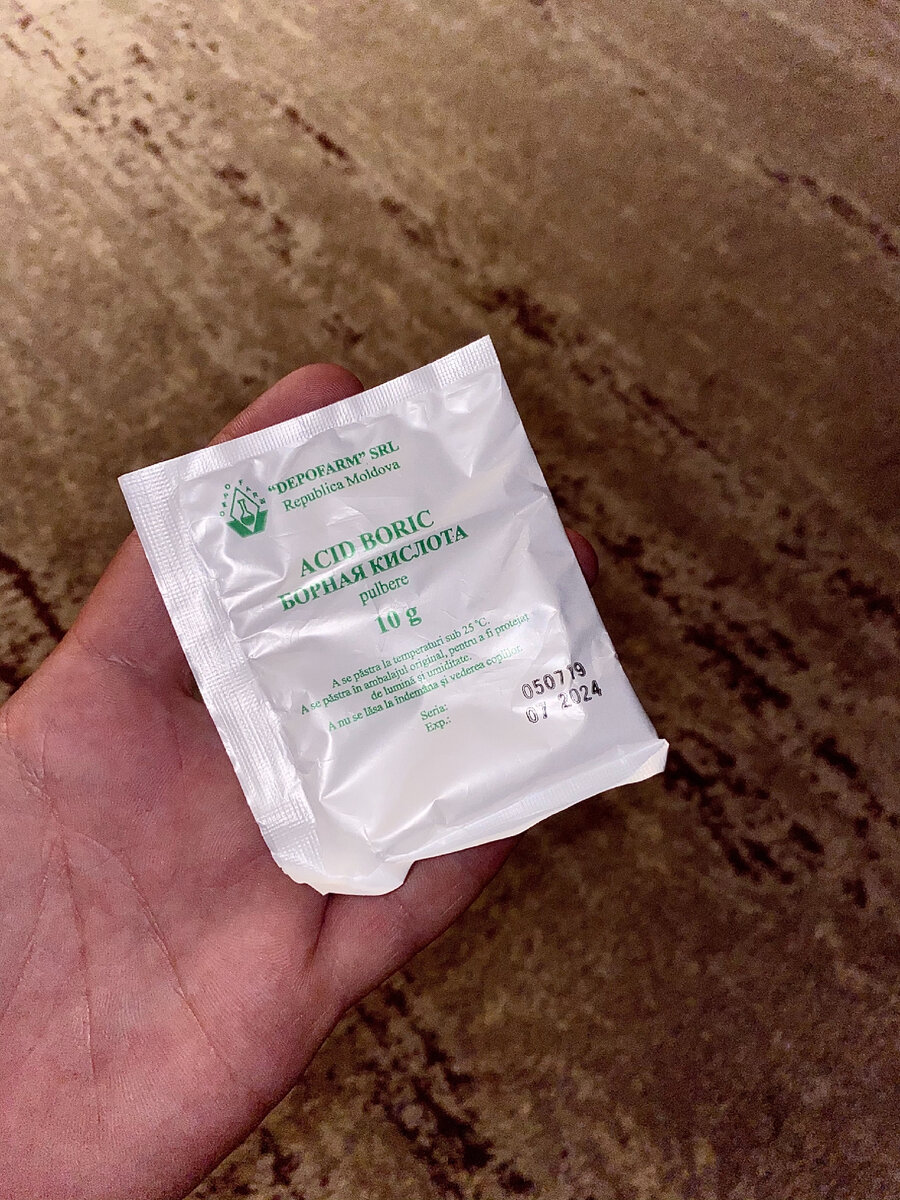 DEPOFARM
"DEPOFARM" SRL
Republica Moldova
ACID BORIC
БОРНАЯ КИСЛОТА
pulbere
10 g
A se păstra la temperaturi sub 25 °C.
A se păstra în ambalajul original, pentru a fi protejat
de lumină și umiditate.
A nu se lăsa la îndemâna și vederea copiilor.
Seria: 050719
Exp.: 07 2024